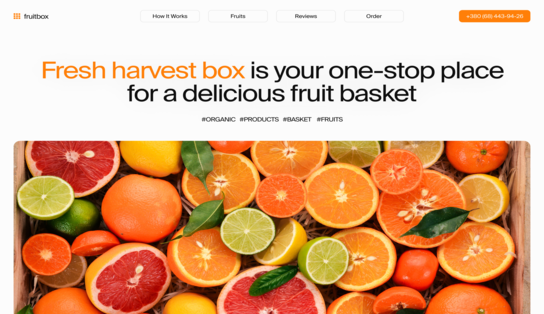 fruitbox
How It Works
Fruits
Reviews
Order
+380 (68) 443-94-26
Fresh harvest box is your one-stop place
for a delicious fruit basket
#ORGANIC #PRODUCTS #BASKET #FRUITS